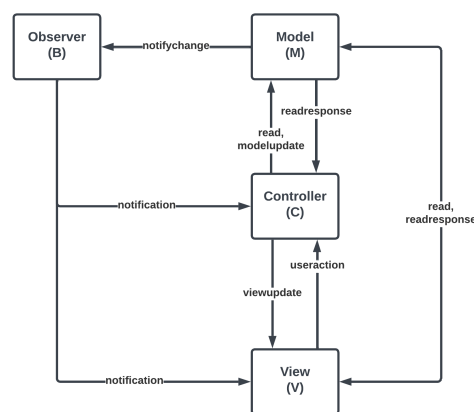 Observer
(B)
notifychange
Model
(M)
readresponse
read,
modelupdate
Controller
(C)
notification
read,
readresponse
useraction
viewupdate
View
(V)
notification